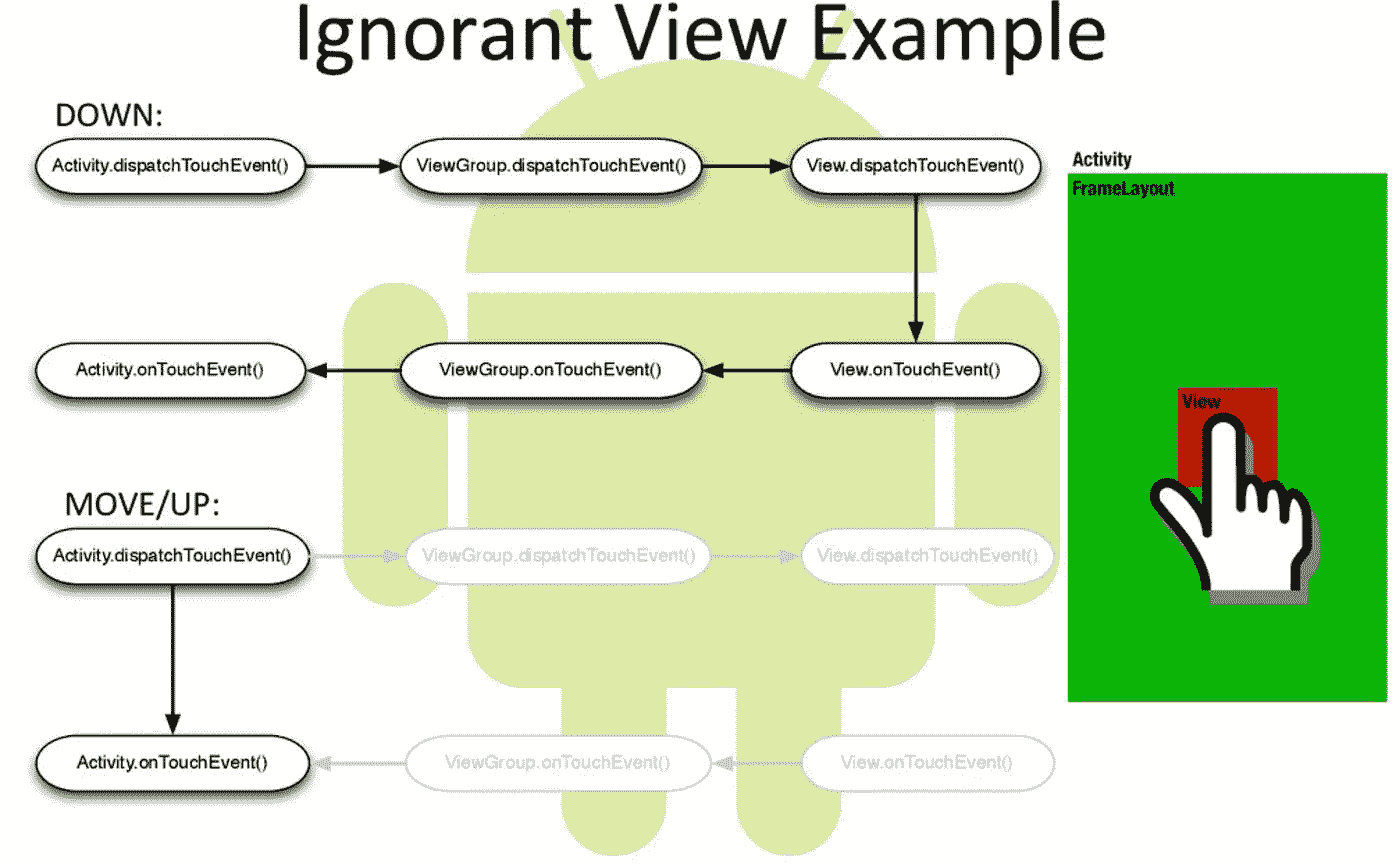 Ignorant View Example
DOWN:
Activity.dispatchTouchEvent()
ViewGroup.dispatchTouchEvent()
View.dispatchTouchEvent()
Activity.onTouchEvent()
ViewGroup.onTouchEvent()
View.onTouchEvent()
MOVE/UP:
Activity.dispatchTouchEvent()
ViewGroup.dispatchTouchEvent()
View.dispatchTouchEvent()
Activity.onTouchEvent()
ViewGroup.onTouchEvent()
View.onTouchEvent()
Activity
FrameLayout
View